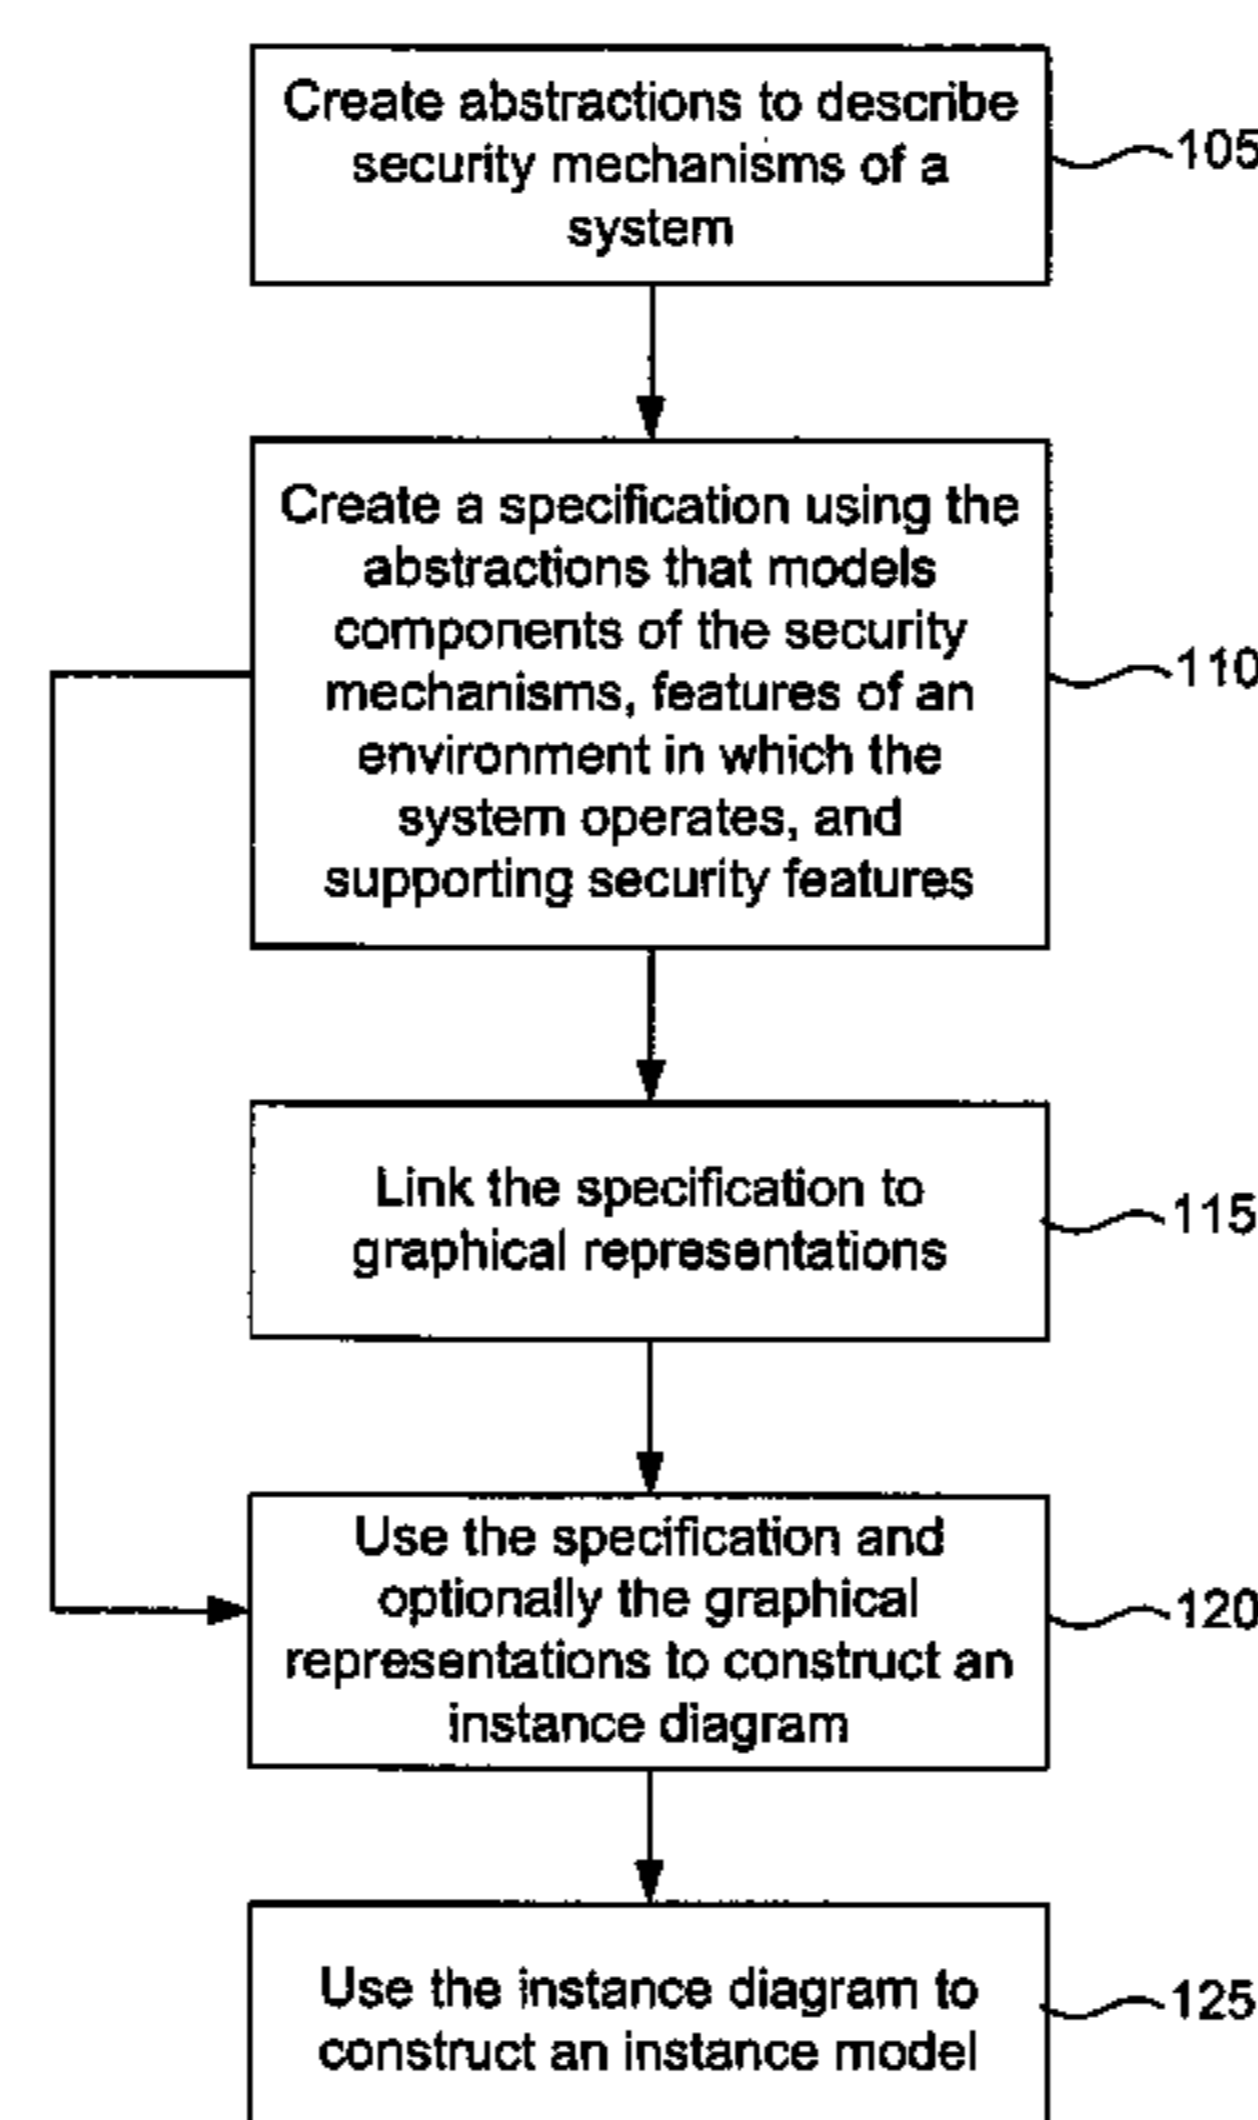 Create abstractions to describe
security mechanisms of a
system
105
Create a specification using the
abstractions that models
components of the security
mechanisms, features of an
environment in which the
system operates, and
supporting security features
110
Link the specification to
graphical representations
115
Use the specification and
optionally the graphical
representations to construct an
instance diagram
120
Use the instance diagram to
construct an instance model
125